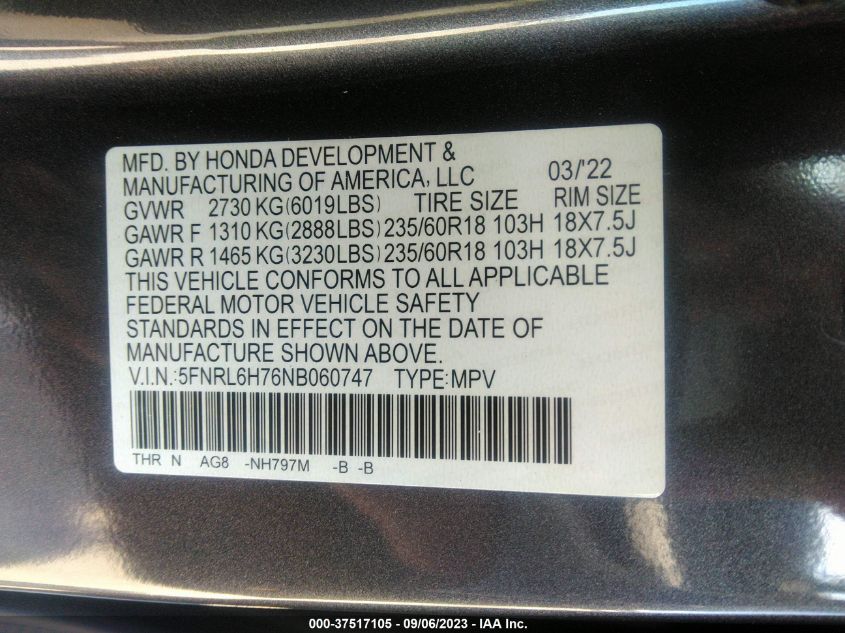 MFD. BY HONDA DEVELOPMENT &
MANUFACTURING OF AMERICA, LLC 03/'22
GVWR 2730 KG(6019LBS) TIRE SIZE RIM SIZE
GAWR F 1310 KG(2888LBS) 235/60R18 103H 18X7.5J
GAWR R 1465 KG(3230LBS) 235/60R18 103H 18X7.5J
THIS VEHICLE CONFORMS TO ALL APPLICABLE
FEDERAL MOTOR VEHICLE SAFETY
STANDARDS IN EFFECT ON THE DATE OF
MANUFACTURE SHOWN ABOVE.
V.I.N.:5FNRL6H76NB060747 TYPE:MPV
THR N AG8 -NH797M -B -B
000-37517105 - 09/06/2023 - IAA Inc.